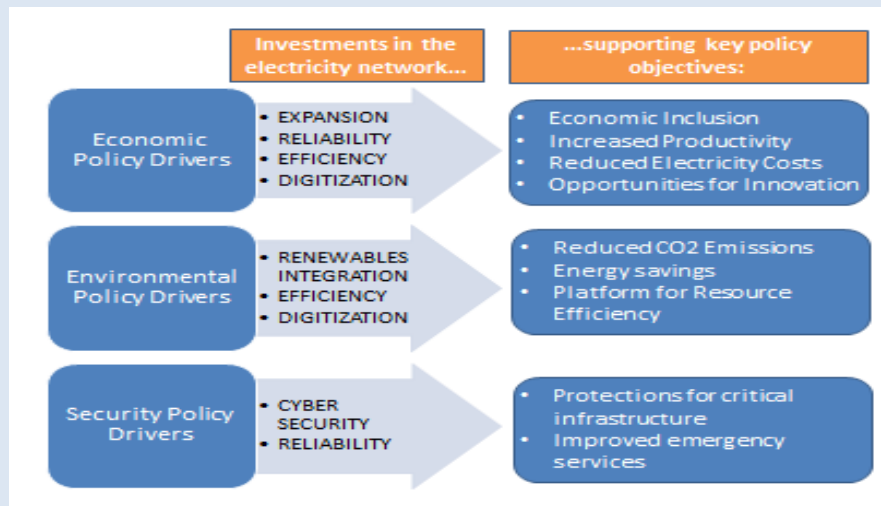 Investments in the
electricity network...
...supporting key policy
objectives:
Economic
Policy Drivers
• EXPANSION
• RELIABILITY
• EFFICIENCY
• DIGITIZATION
• Economic Inclusion
• Increased Productivity
• Reduced Electricity Costs
• Opportunities for Innovation
Environmental
Policy Drivers
• RENEWABLES
INTEGRATION
• EFFICIENCY
• DIGITIZATION
• Reduced CO2 Emissions
• Energy savings
• Platform for Resource
Efficiency
Security Policy
Drivers
• CYBER
SECURITY
• RELIABILITY
• Protections for critical
infrastructure
• Improved emergency
services